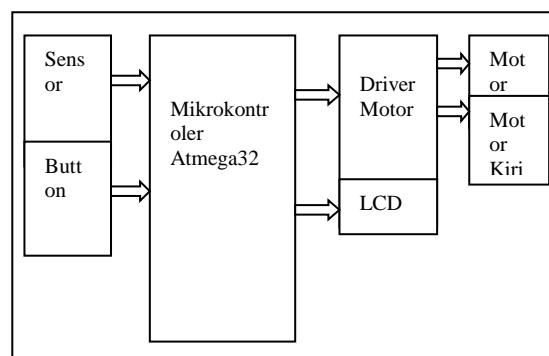 Sens
or
Butt
on
Mikrokontr
oler
Atmega32
Driver
Motor
LCD
Mot
or
Mot
or
Kiri